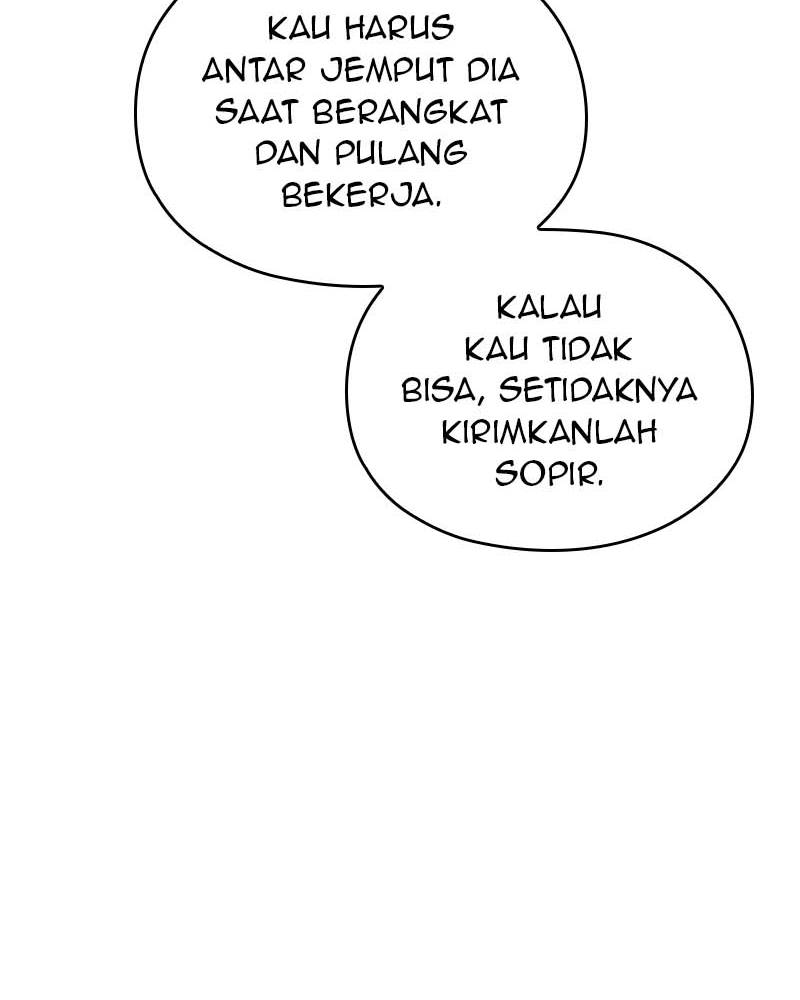 KAU HARUS
ANTAR JEMPUT DIA
SAAT BERANGKAT
DAN PULANG
BEKERJA.
KALAU
KAU TIDAK
BISA, SETIDAKNYA
KIRIMKANLAH
SOPIR.